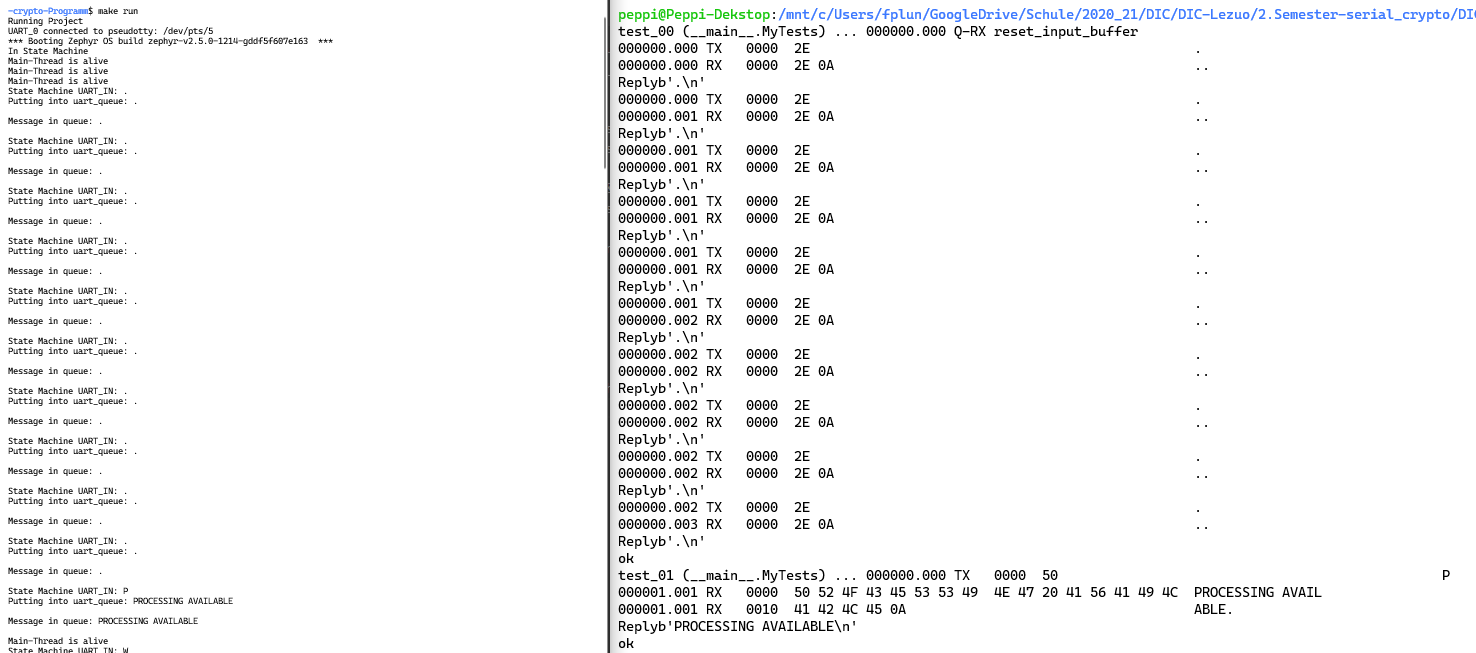 -crypto-Programm$ make run
Running Project
UART_0 connected to pseudotty: /dev/pts/5
*** Booting Zephyr OS build zephyr-v2.5.0-1214-gddf5f607e163  ***
In State Machine
Main-Thread is alive
Main-Thread is alive
Main-Thread is alive
State Machine UART_IN: .
Putting into uart_queue: .
Message in queue: .
State Machine UART_IN: .
Putting into uart_queue: .
Message in queue: .
State Machine UART_IN: .
Putting into uart_queue: .
Message in queue: .
State Machine UART_IN: .
Putting into uart_queue: .
Message in queue: .
State Machine UART_IN: .
Putting into uart_queue: .
Message in queue: .
State Machine UART_IN: .
Putting into uart_queue: .
Message in queue: .
State Machine UART_IN: .
Putting into uart_queue: .
Message in queue: .
State Machine UART_IN: .
Putting into uart_queue: .
Message in queue: .
State Machine UART_IN: .
Putting into uart_queue: .
Message in queue: .
State Machine UART_IN: .
Putting into uart_queue: .
Message in queue: .
State Machine UART_IN: P
Putting into uart_queue: PROCESSING AVAILABLE
Message in queue: PROCESSING AVAILABLE
Main-Thread is alive
State Machine UART_IN: W
peppi@Peppi-Dekstop:/mnt/c/Users/fplun/GoogleDrive/Schule/2020_21/DIC/DIC-Lezuo/2.Semester-serial_crypto/DI
test_00 (__main__.MyTests) ... 000000.000 Q-RX reset_input_buffer
000000.000 TX   0000  2E                                                .
000000.000 RX   0000  2E 0A                                             ..
Replyb'.\n'
000000.000 TX   0000  2E                                                .
000000.001 RX   0000  2E 0A                                             ..
Replyb'.\n'
000000.001 TX   0000  2E                                                .
000000.001 RX   0000  2E 0A                                             ..
Replyb'.\n'
000000.001 TX   0000  2E                                                .
000000.001 RX   0000  2E 0A                                             ..
Replyb'.\n'
000000.001 TX   0000  2E                                                .
000000.001 RX   0000  2E 0A                                             ..
Replyb'.\n'
000000.001 TX   0000  2E                                                .
000000.002 RX   0000  2E 0A                                             ..
Replyb'.\n'
000000.002 TX   0000  2E                                                .
000000.002 RX   0000  2E 0A                                             ..
Replyb'.\n'
000000.002 TX   0000  2E                                                .
000000.002 RX   0000  2E 0A                                             ..
Replyb'.\n'
000000.002 TX   0000  2E                                                .
000000.002 RX   0000  2E 0A                                             ..
Replyb'.\n'
000000.002 TX   0000  2E                                                .
000000.003 RX   0000  2E 0A                                             ..
Replyb'.\n'
ok
test_01 (__main__.MyTests) ... 000000.000 TX   0000  50                                                P
000001.001 RX   0000  50 52 4F 43 45 53 53 49  4E 47 20 41 56 41 49 4C  PROCESSING AVAIL
000001.001 RX   0010  41 42 4C 45 0A                                    ABLE.
Replyb'PROCESSING AVAILABLE\n'
ok